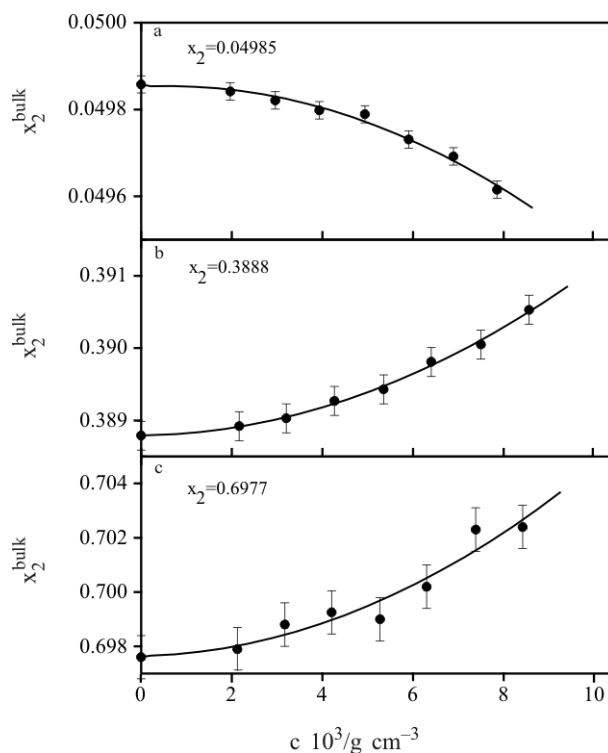 a
x2=0.04985
0.0500
0.0498
0.0496
x2bulk
b
x2=0.3888
0.391
0.390
0.389
x2bulk
c
x2=0.6977
0.704
0.702
0.700
0.698
x2bulk
0 2 4 6 8 10
c 10³/g cm⁻³